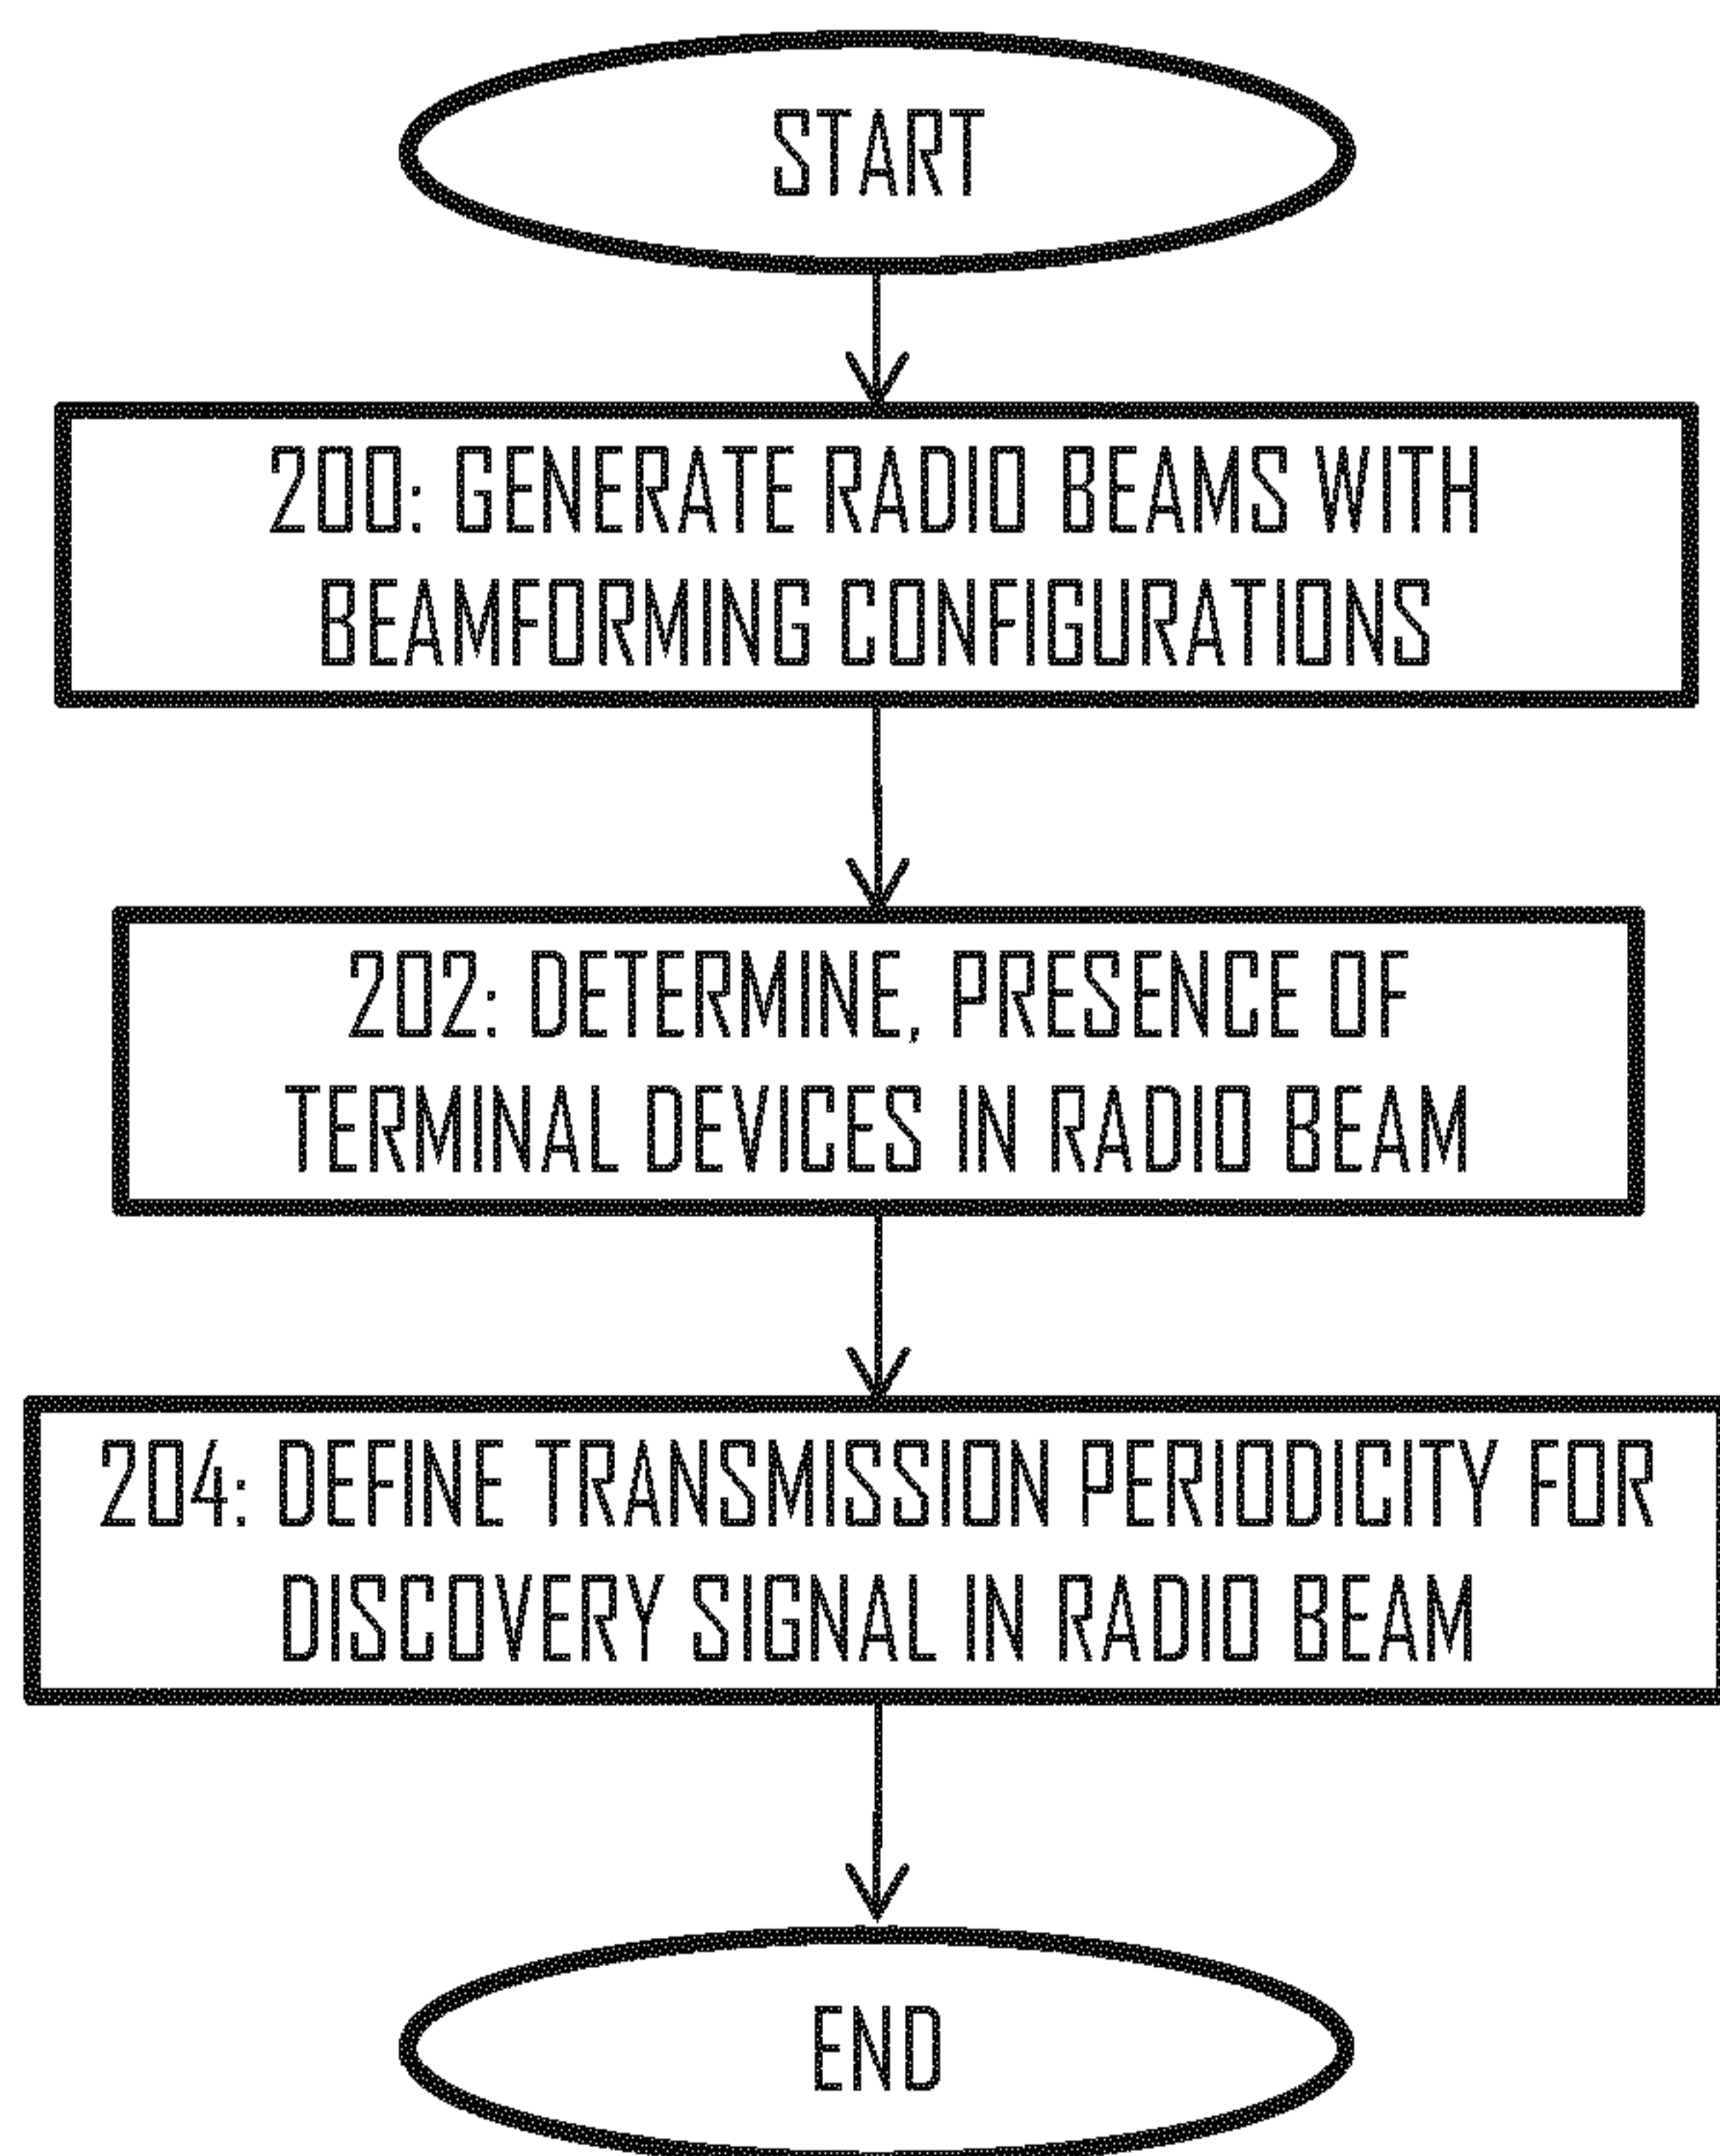 START
200: GENERATE RADIO BEAMS WITH
BEAMFORMING CONFIGURATIONS
202: DETERMINE, PRESENCE OF
TERMINAL DEVICES IN RADIO BEAM
204: DEFINE TRANSMISSION PERIODICITY FOR
DISCOVERY SIGNAL IN RADIO BEAM
END